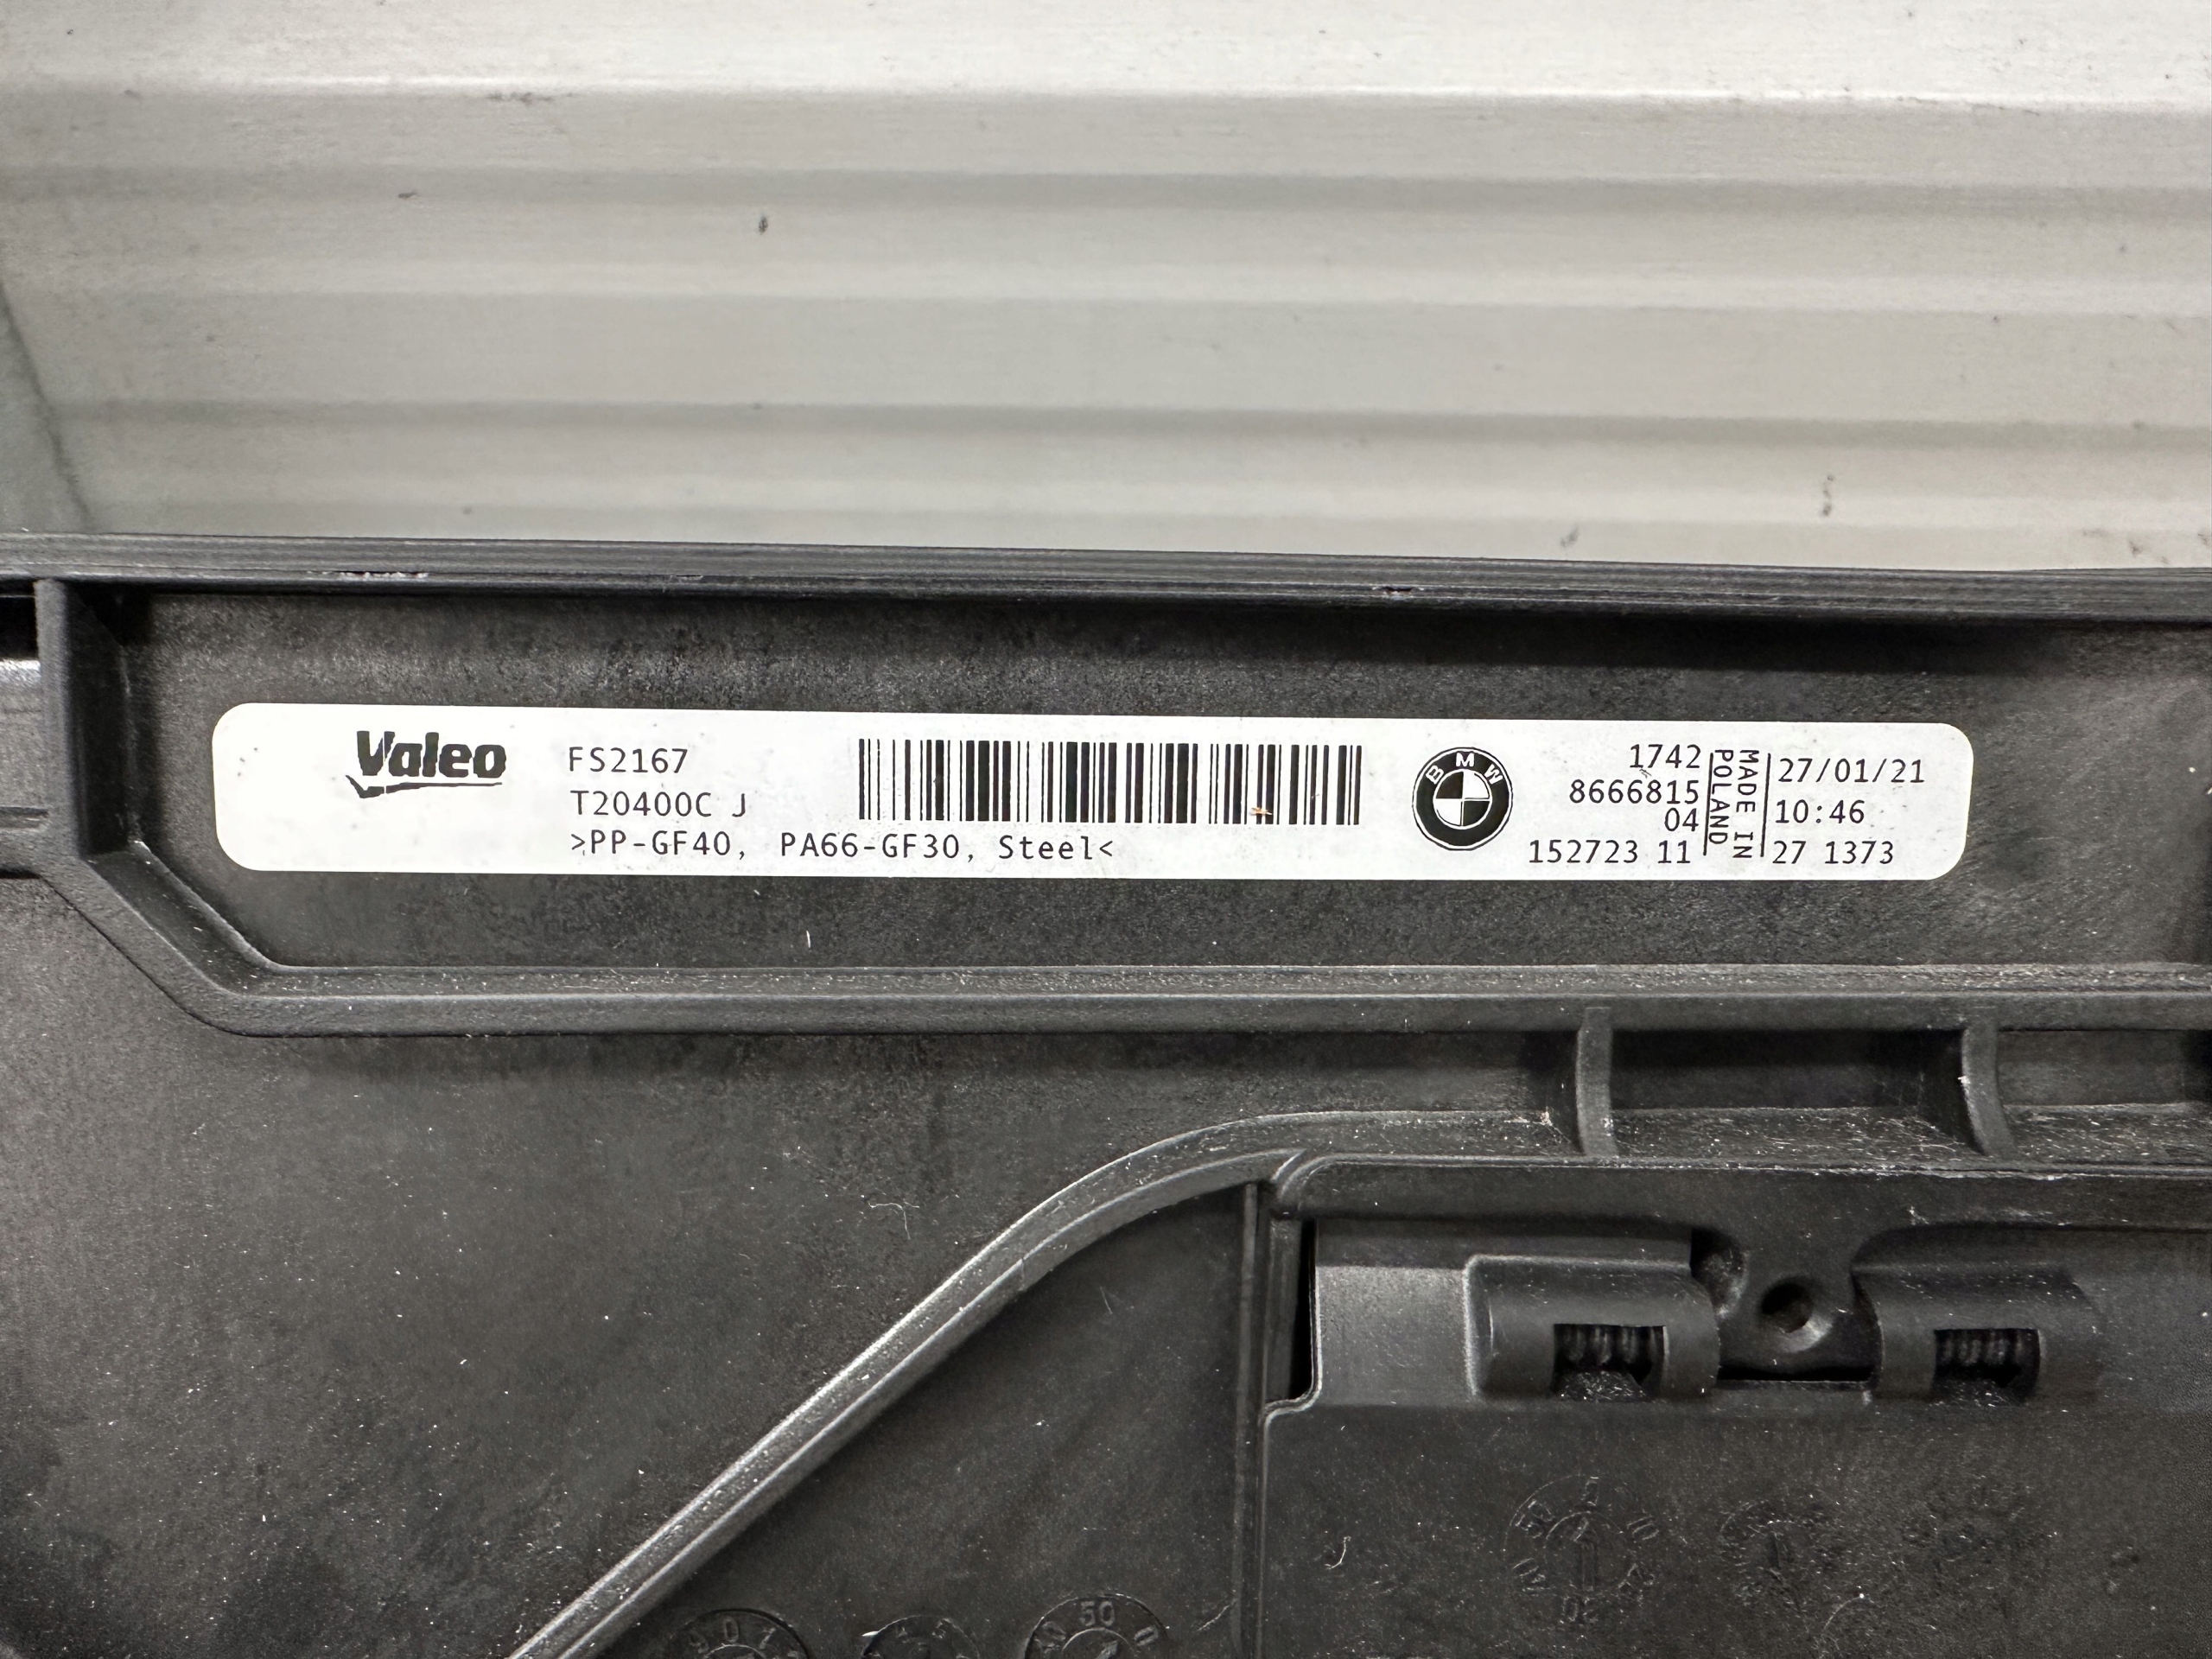 Valeo
FS2167
T20400C J
>PP-GF40, PA66-GF30, Steel<
BMW
1742
8666815
04
152723 11
MADE IN
POLAND
27/01/21
10:46
27 1373
50